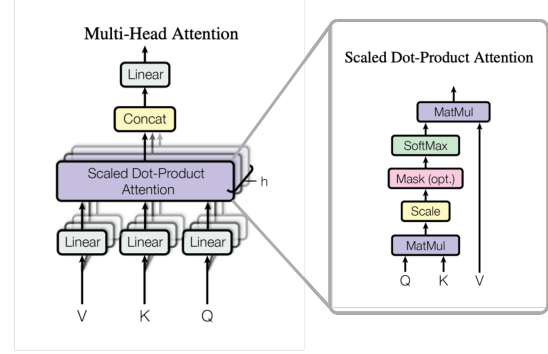 Multi-Head Attention
Linear
Concat
Scaled Dot-Product
Attention
h
Linear
Linear
Linear
V
K
Q
Scaled Dot-Product Attention
MatMul
SoftMax
Mask (opt.)
Scale
MatMul
Q
K
V